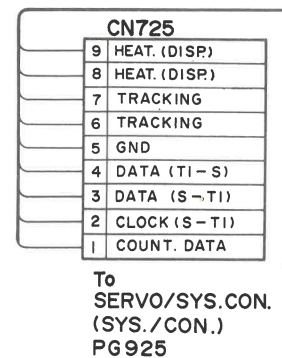 CN725
9 HEAT. (DISP.)
8 HEAT. (DISP.)
7 TRACKING
6 TRACKING
5 GND
4 DATA (TI-S)
3 DATA (S-TI)
2 CLOCK (S-TI)
1 COUNT. DATA
To
SERVO/SYS.CON.
(SYS./CON.)
PG925